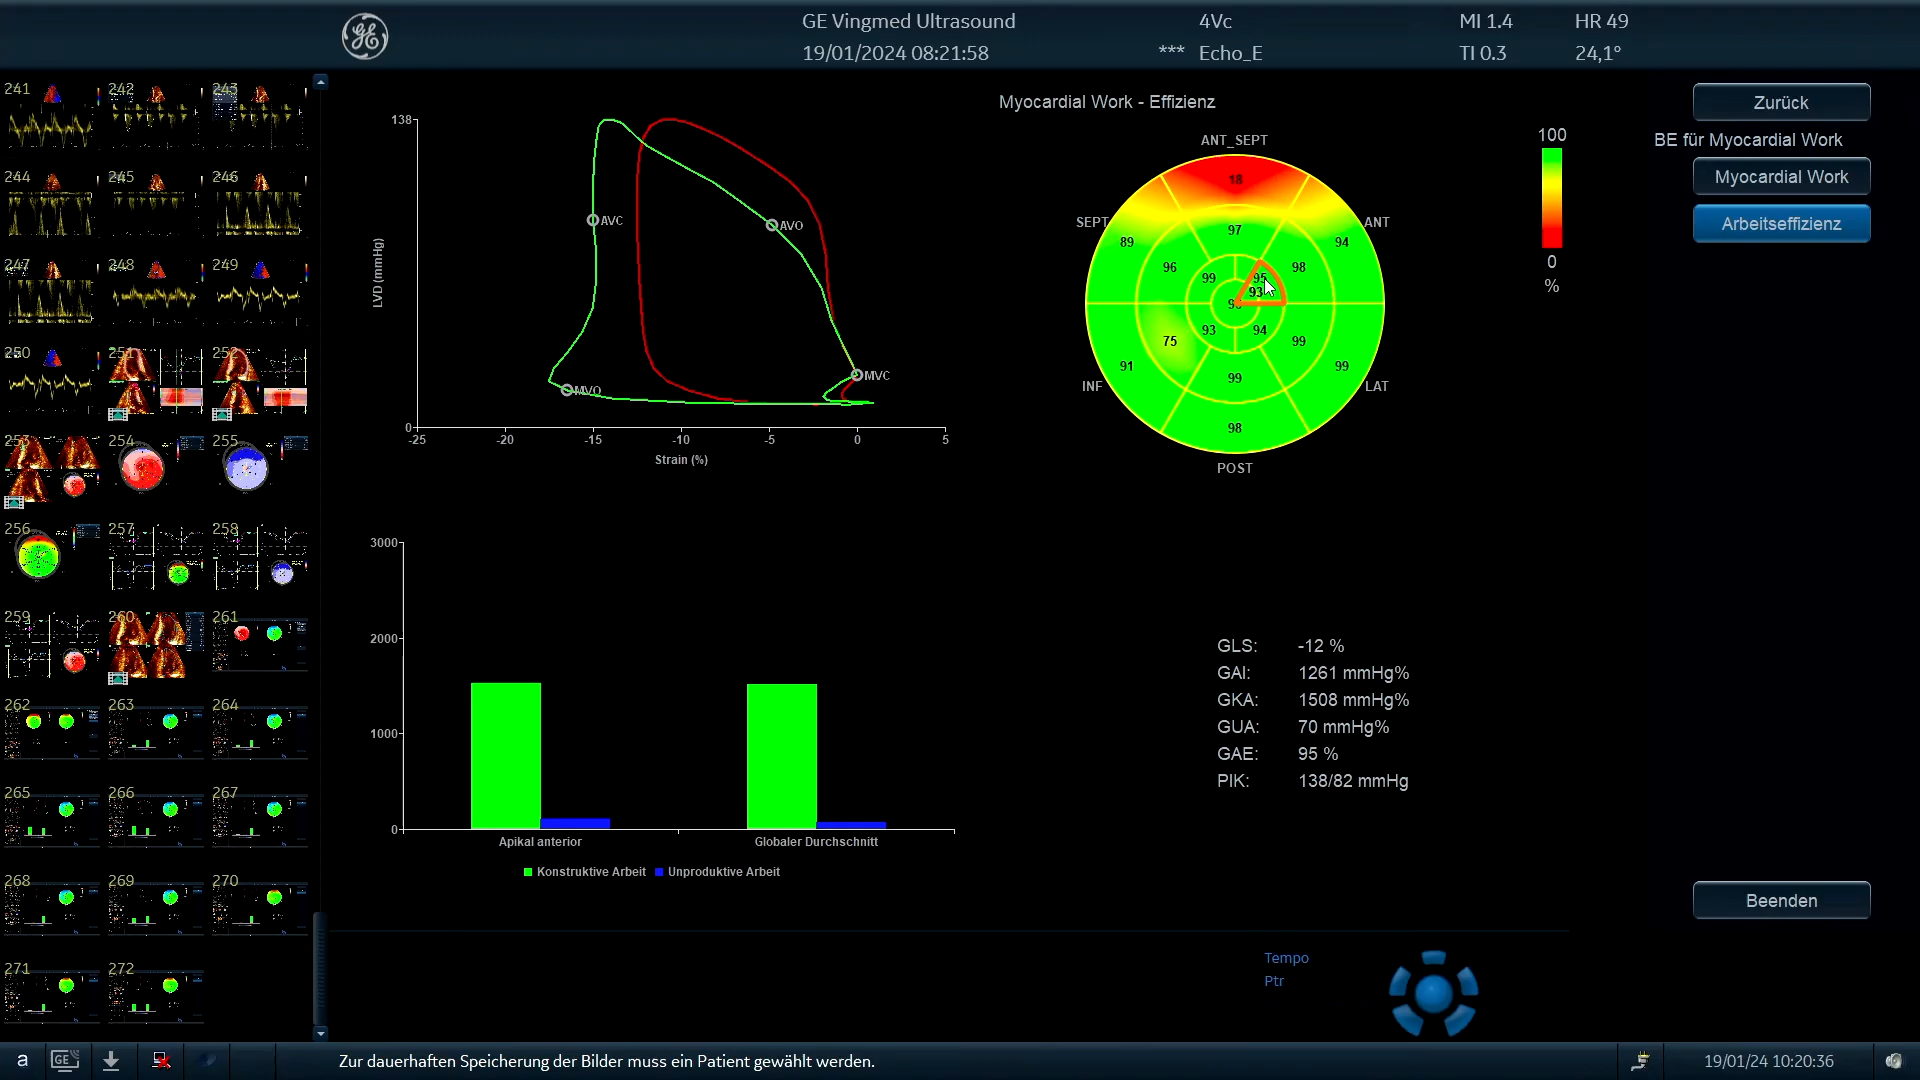 GE Vingmed Ultrasound
19/01/2024 08:21:58
4Vc
*** Echo_E
MI 1.4
TI 0.3
HR 49
24,1°
241 242 243
244 245 246
247 248 249
250 251 252
253 254 255
256 257 258
259 260 261
262 263 264
265 266 267
268 269 270
271 272
138
0
LVD (mmHg)
AVC
AVO
MVO
MVC
-25 -20 -15 -10 -5 0 5
Strain (%)
Myocardial Work - Effizienz
ANT_SEPT
SEPT
ANT
INF
LAT
POST
18
97
89
94
96
98
99
95
93
93
94
75
99
91
99
99
98
100
0
%
Zurück
BE für Myocardial Work
Myocardial Work
Arbeitseffizienz
3000
2000
1000
0
Apikal anterior
Globaler Durchschnitt
Konstruktive Arbeit
Unproduktive Arbeit
GLS: -12 %
GAI: 1261 mmHg%
GKA: 1508 mmHg%
GUA: 70 mmHg%
GAE: 95 %
PIK: 138/82 mmHg
Beenden
Tempo
Ptr
a
GE
Zur dauerhaften Speicherung der Bilder muss ein Patient gewählt werden.
19/01/24 10:20:36